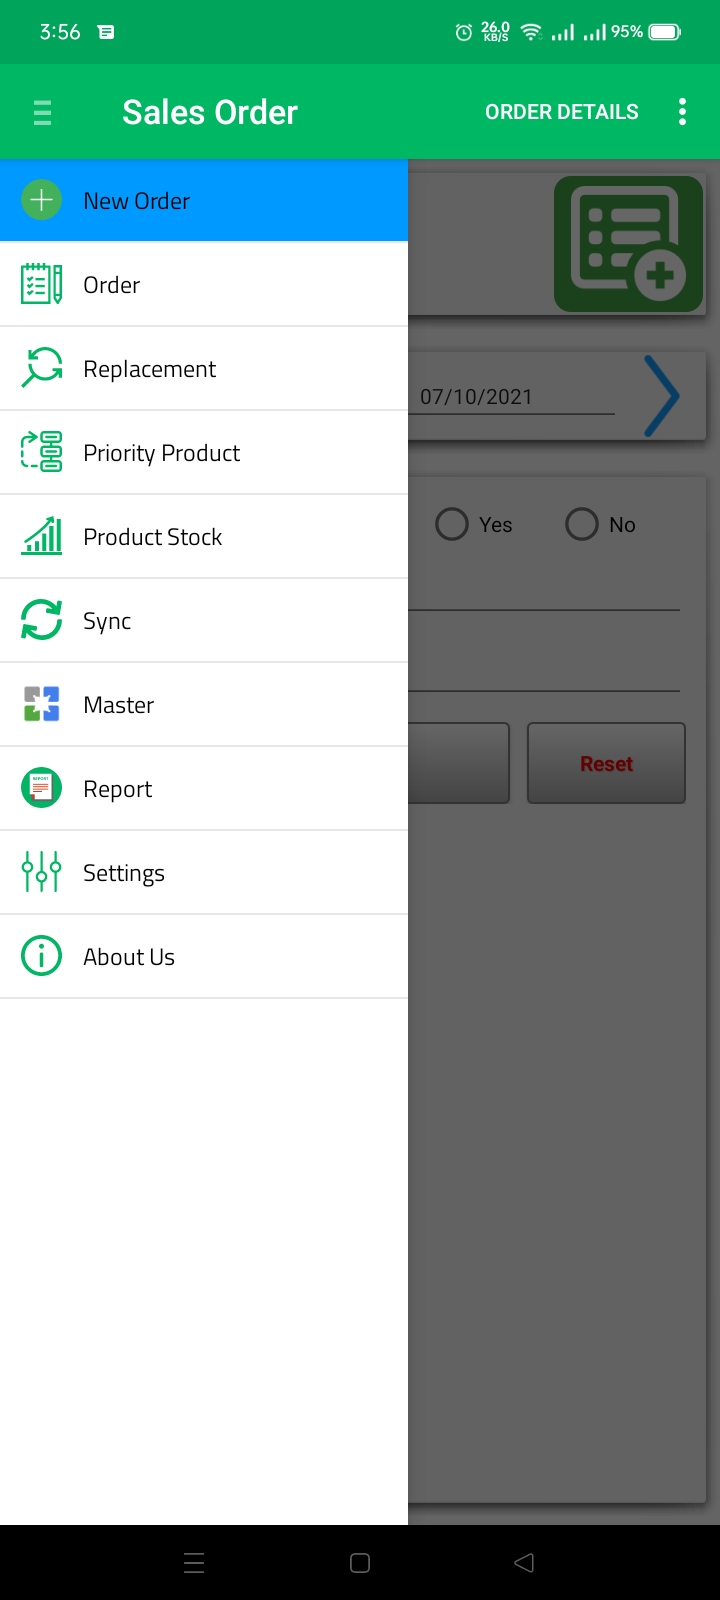 3:56
26.0
KB/S
95%
Sales Order
ORDER DETAILS
New Order
Order
Replacement
Priority Product
Product Stock
Sync
Master
REPORT
Report
Settings
About Us
07/10/2021
Yes
No
Reset